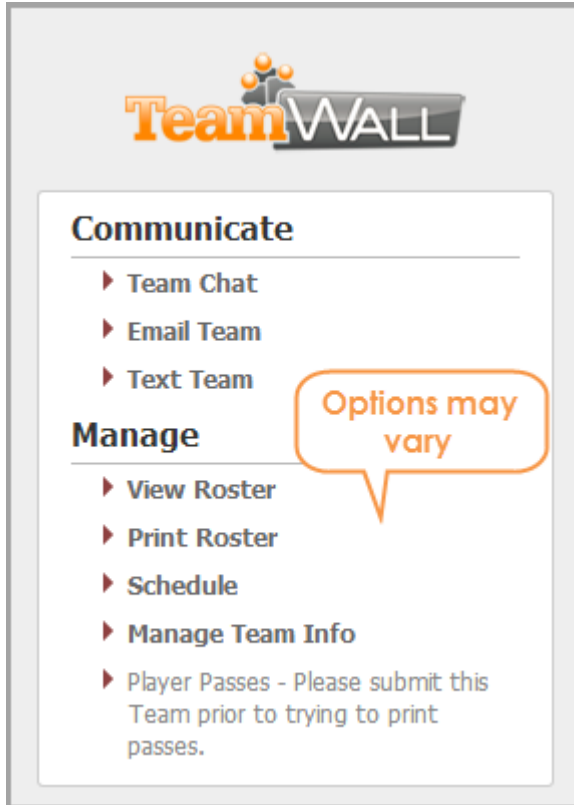 TeamWALL
Communicate
Team Chat
Email Team
Text Team
Options may
vary
Manage
View Roster
Print Roster
Schedule
Manage Team Info
Player Passes - Please submit this
Team prior to trying to print
passes.